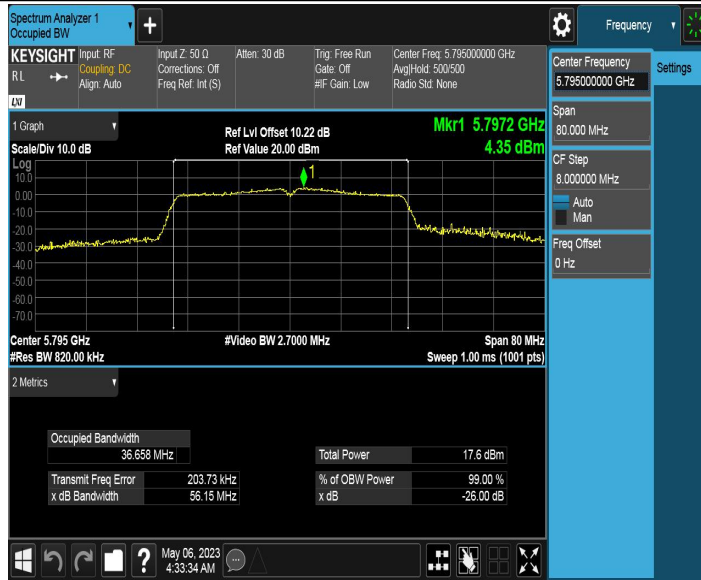 Spectrum Analyzer 1
Occupied BW
Frequency
KEYSIGHT
RL
LXI
Input: RF
Coupling: DC
Align: Auto
Input Z: 50 Ω
Corrections: Off
Freq Ref: Int (S)
Atten: 30 dB
Trig: Free Run
Gate: Off
#IF Gain: Low
Center Freq: 5.795000000 GHz
Avg|Hold: 500/500
Radio Std: None
Center Frequency
5.795000000 GHz
Settings
Span
80.000 MHz
CF Step
8.000000 MHz
Auto
Man
Freq Offset
0 Hz
1 Graph
Scale/Div 10.0 dB
Ref Lvl Offset 10.22 dB
Ref Value 20.00 dBm
Mkr1 5.7972 GHz
4.35 dBm
Log
10.0
0.00
-10.0
-20.0
-30.0
-40.0
-50.0
-60.0
-70.0
1
Center 5.795 GHz
#Res BW 820.00 kHz
#Video BW 2.7000 MHz
Span 80 MHz
Sweep 1.00 ms (1001 pts)
2 Metrics
Occupied Bandwidth
36.658 MHz
Total Power 17.6 dBm
Transmit Freq Error 203.73 kHz
% of OBW Power 99.00 %
x dB Bandwidth 56.15 MHz
x dB -26.00 dB
?
May 06, 2023
4:33:34 AM